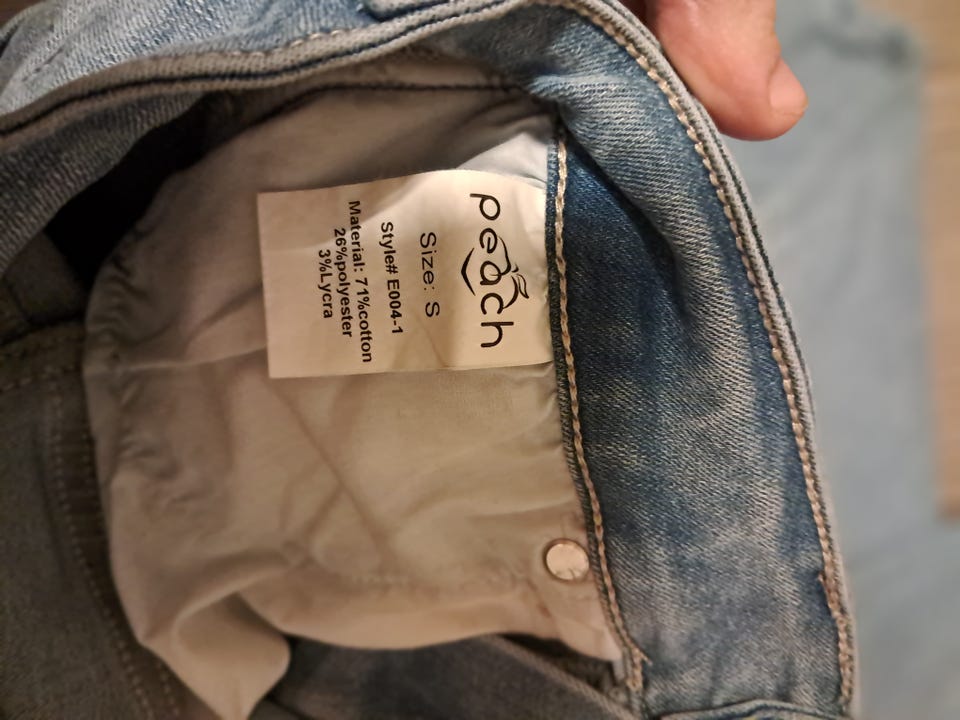 peach
Size: S
Style# E004-1
Material: 71%cotton
26%polyester
3%Lycra